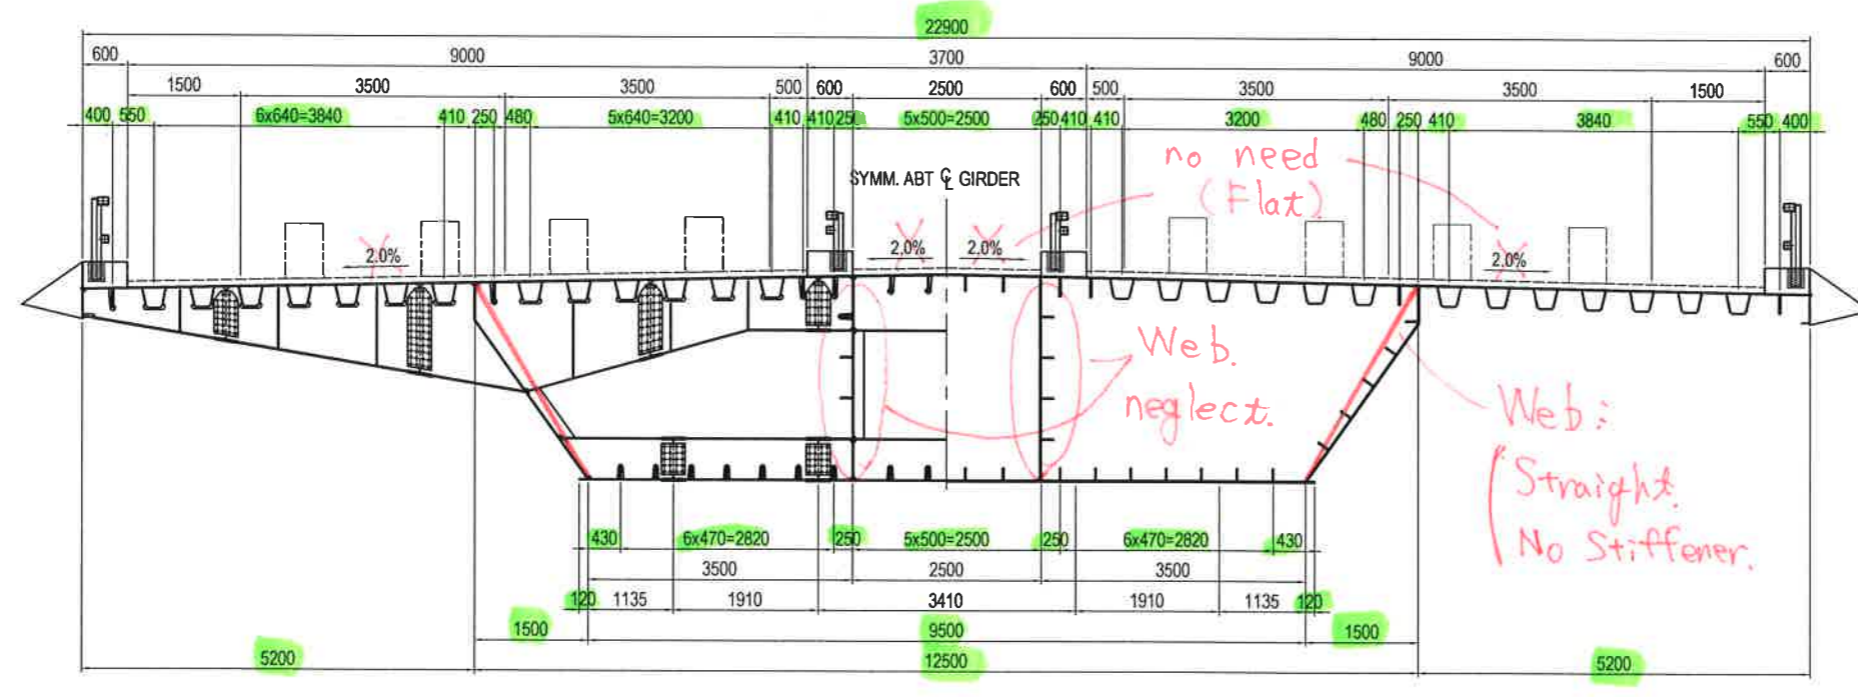 22900
600 9000 3700 9000 600
1500 3500 3500 500 600 2500 600 500 3500 3500 1500
400 550 6x640=3840 410 250 480 5x640=3200 410 410 250 5x500=2500 250 410 410 3200 480 250 410 3840 550 400
no need
(Flat)
SYMM. ABT ℄ GIRDER
2.0% 2.0% 2.0% 2.0%
Web.
neglect.
Web:
Straight.
No Stiffener.
430 6x470=2820 250 5x500=2500 250 6x470=2820 430
3500 2500 3500
120 1135 1910 3410 1910 1135 120
1500 9500 1500
5200 12500 5200